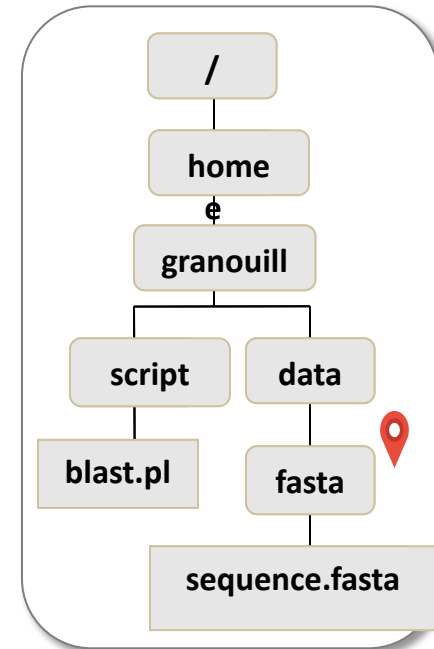 /
home
e
granouill
script
data
blast.pl
fasta
sequence.fasta